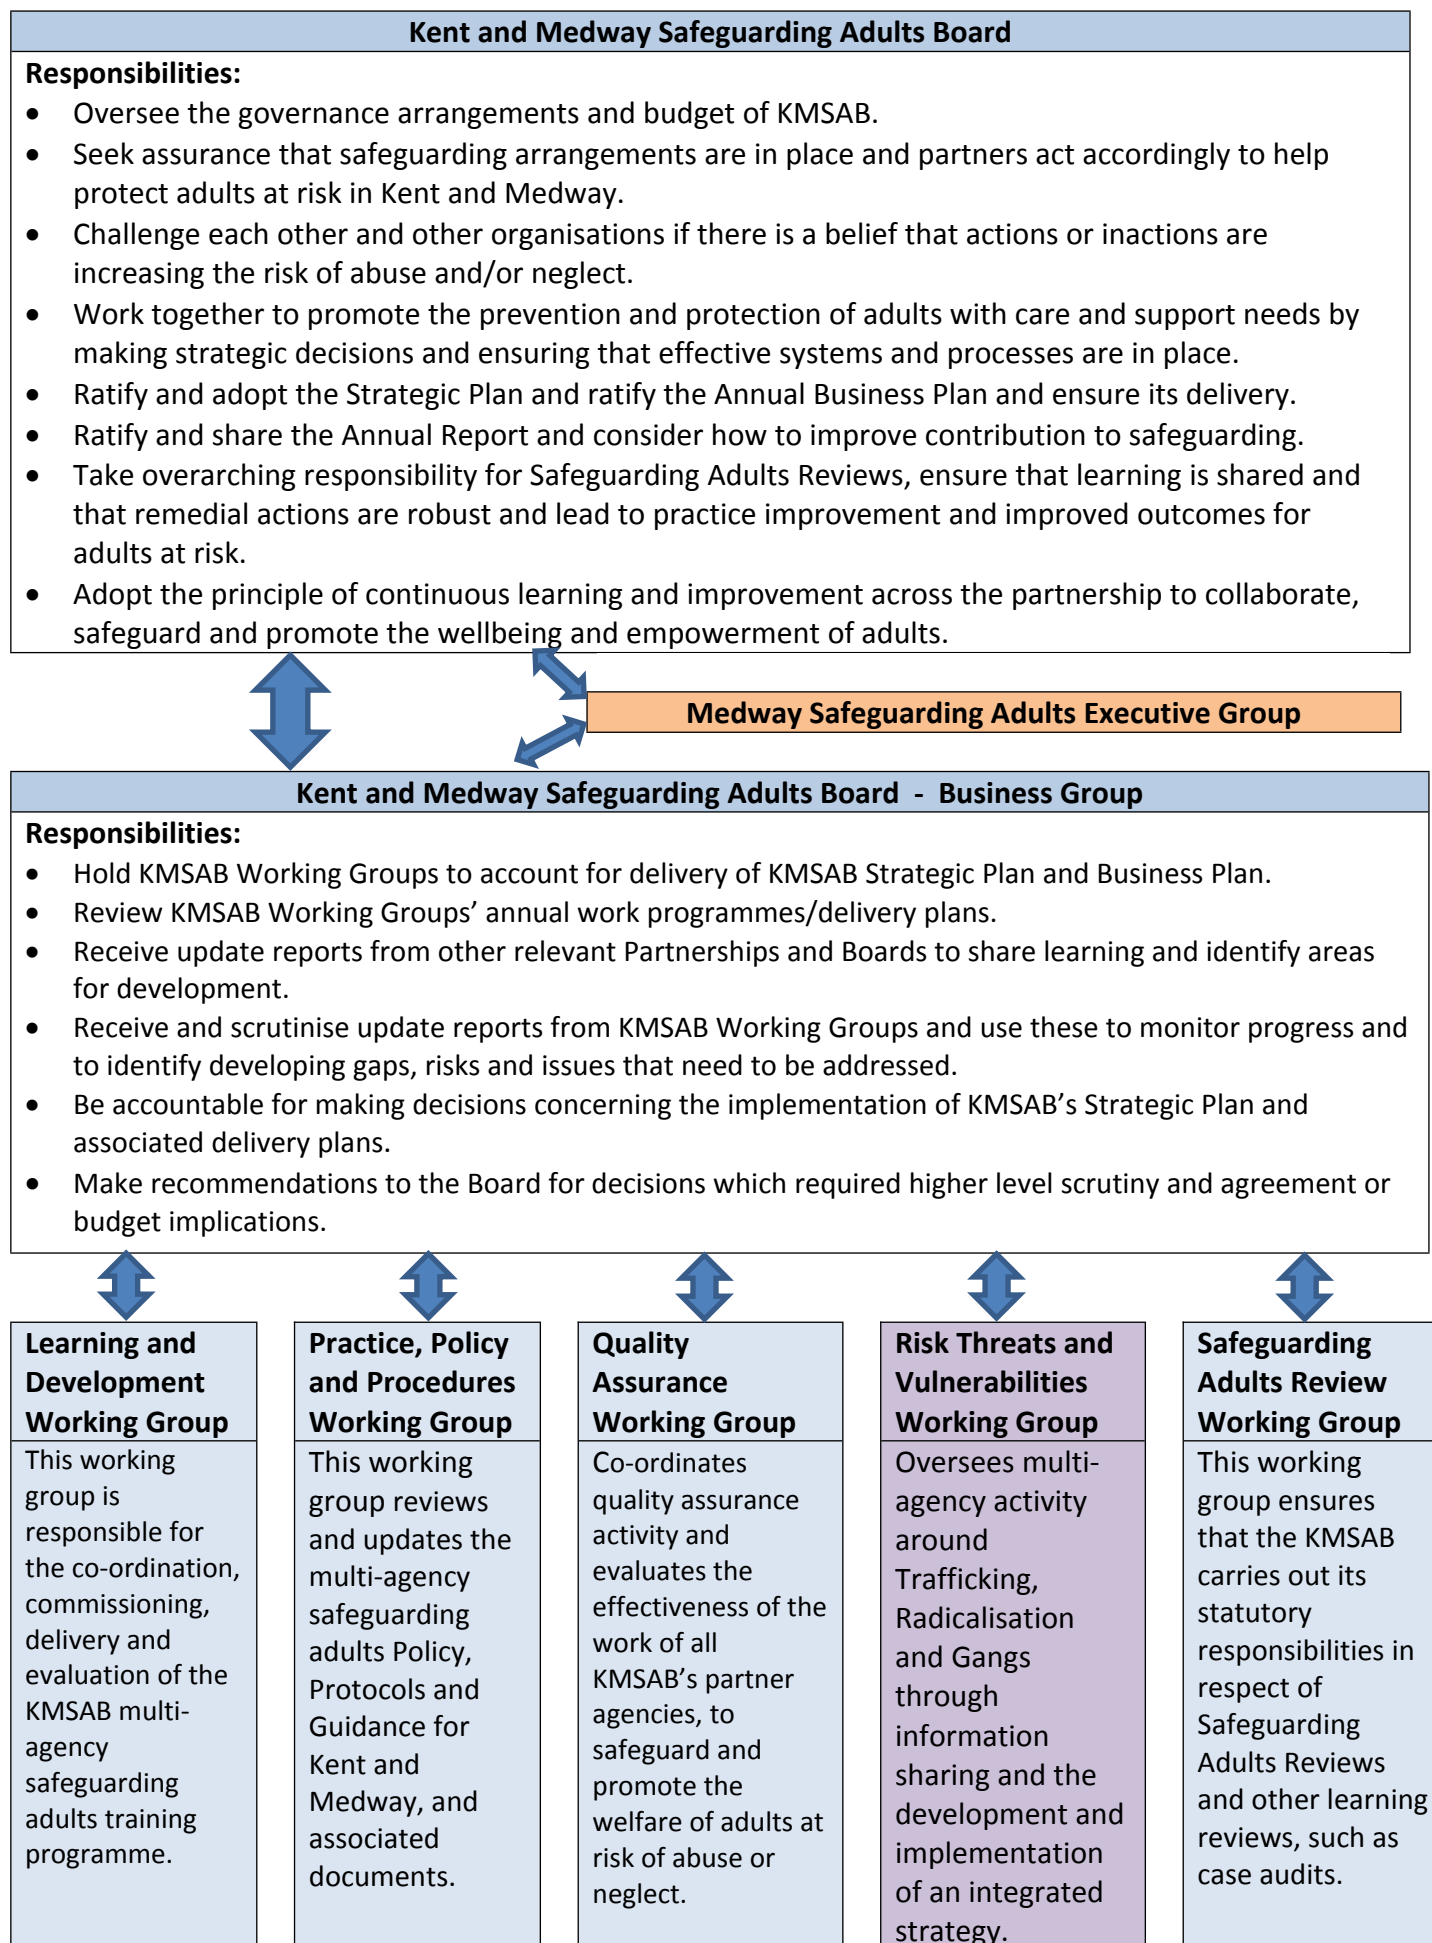 Kent and Medway Safeguarding Adults Board
Responsibilities:
• Oversee the governance arrangements and budget of KMSAB.
• Seek assurance that safeguarding arrangements are in place and partners act accordingly to help
protect adults at risk in Kent and Medway.
• Challenge each other and other organisations if there is a belief that actions or inactions are
increasing the risk of abuse and/or neglect.
• Work together to promote the prevention and protection of adults with care and support needs by
making strategic decisions and ensuring that effective systems and processes are in place.
• Ratify and adopt the Strategic Plan and ratify the Annual Business Plan and ensure its delivery.
• Ratify and share the Annual Report and consider how to improve contribution to safeguarding.
• Take overarching responsibility for Safeguarding Adults Reviews, ensure that learning is shared and
that remedial actions are robust and lead to practice improvement and improved outcomes for
adults at risk.
• Adopt the principle of continuous learning and improvement across the partnership to collaborate,
safeguard and promote the wellbeing and empowerment of adults.
Medway Safeguarding Adults Executive Group
Kent and Medway Safeguarding Adults Board - Business Group
Responsibilities:
• Hold KMSAB Working Groups to account for delivery of KMSAB Strategic Plan and Business Plan.
• Review KMSAB Working Groups’ annual work programmes/delivery plans.
• Receive update reports from other relevant Partnerships and Boards to share learning and identify areas
for development.
• Receive and scrutinise update reports from KMSAB Working Groups and use these to monitor progress and
to identify developing gaps, risks and issues that need to be addressed.
• Be accountable for making decisions concerning the implementation of KMSAB’s Strategic Plan and
associated delivery plans.
• Make recommendations to the Board for decisions which required higher level scrutiny and agreement or
budget implications.
Learning and
Development
Working Group
This working
group is
responsible for
the co-ordination,
commissioning,
delivery and
evaluation of the
KMSAB multi-
agency
safeguarding
adults training
programme.
Practice, Policy
and Procedures
Working Group
This working
group reviews
and updates the
multi-agency
safeguarding
adults Policy,
Protocols and
Guidance for
Kent and
Medway, and
associated
documents.
Quality
Assurance
Working Group
Co-ordinates
quality assurance
activity and
evaluates the
effectiveness of the
work of all
KMSAB’s partner
agencies, to
safeguard and
promote the
welfare of adults at
risk of abuse or
neglect.
Risk Threats and
Vulnerabilities
Working Group
Oversees multi-
agency activity
around
Trafficking,
Radicalisation
and Gangs
through
information
sharing and the
development and
implementation
of an integrated
strategy.
Safeguarding
Adults Review
Working Group
This working
group ensures
that the KMSAB
carries out its
statutory
responsibilities in
respect of
Safeguarding
Adults Reviews
and other learning
reviews, such as
case audits.